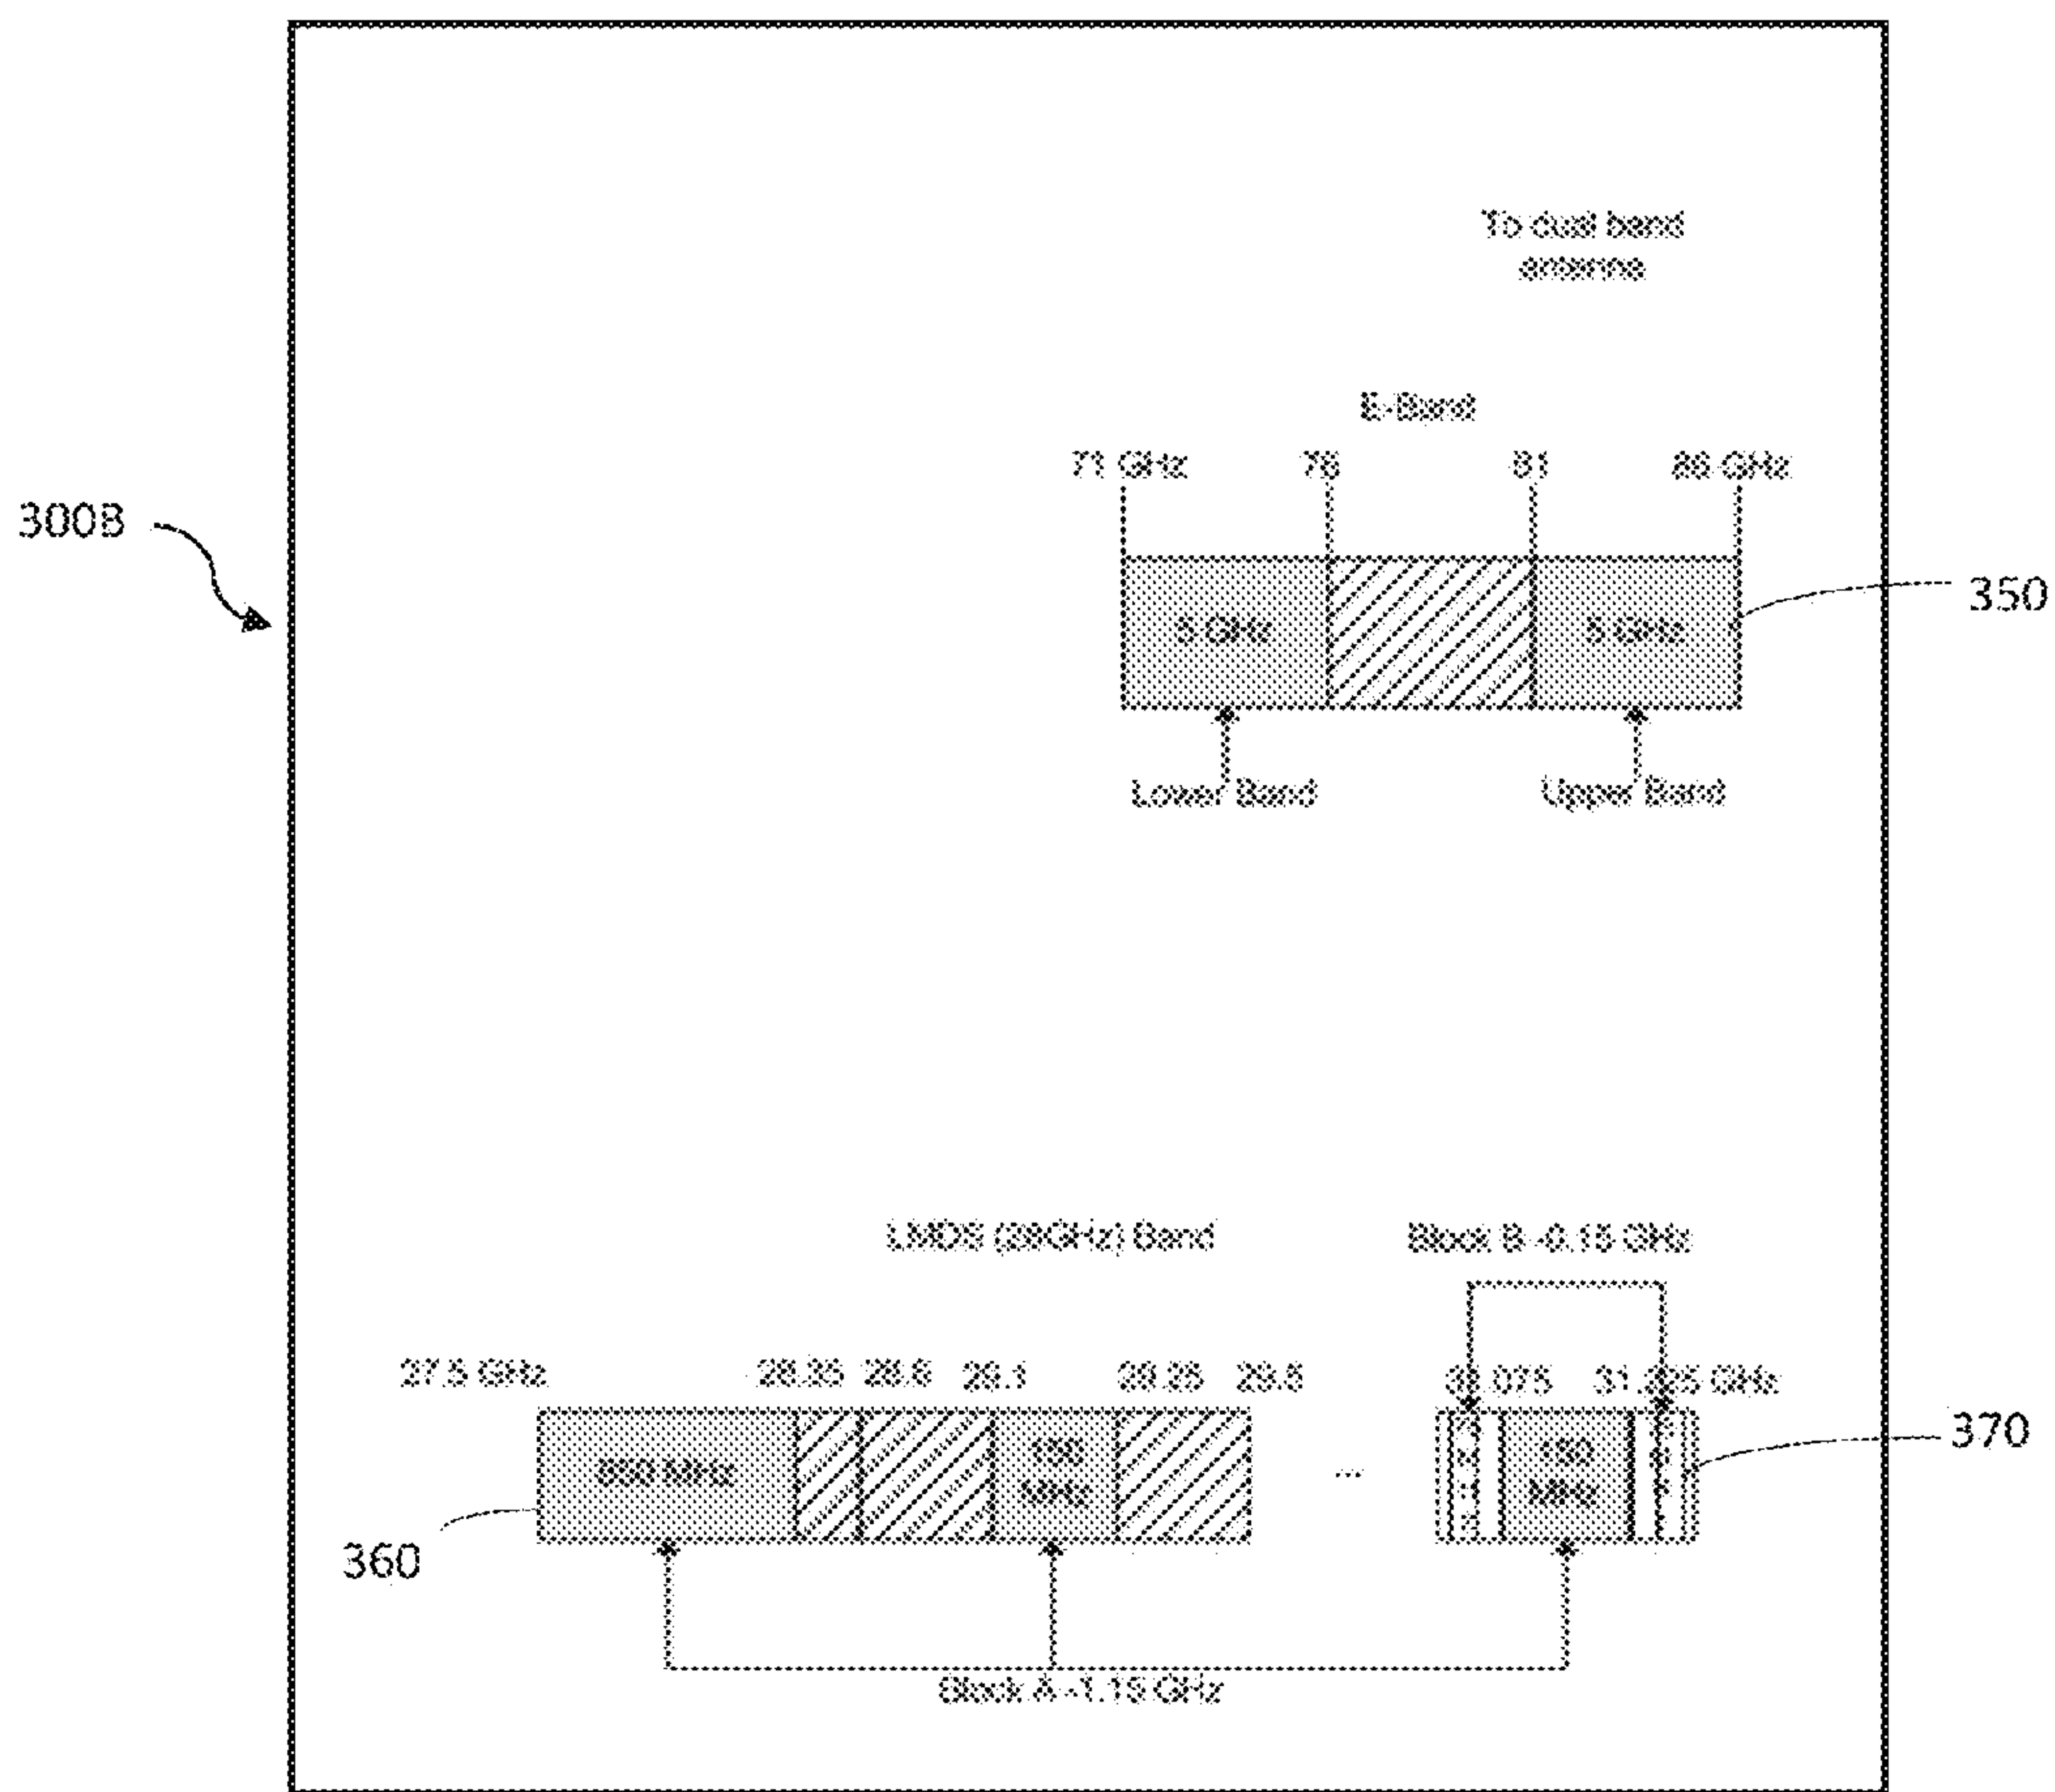 To dual band
antenna
E-Band
71 GHz 76 81 86 GHz
300B
350
5 GHz 5 GHz
Lower Band Upper Band
LMDS (28GHz) Band Block B -0.15 GHz
27.5 GHz 28.35 28.6 29.1 29.25 29.5 .075 31. GHz
370
850 MHz 150 MHz ... 150 MHz
360
Block A -1.15 GHz